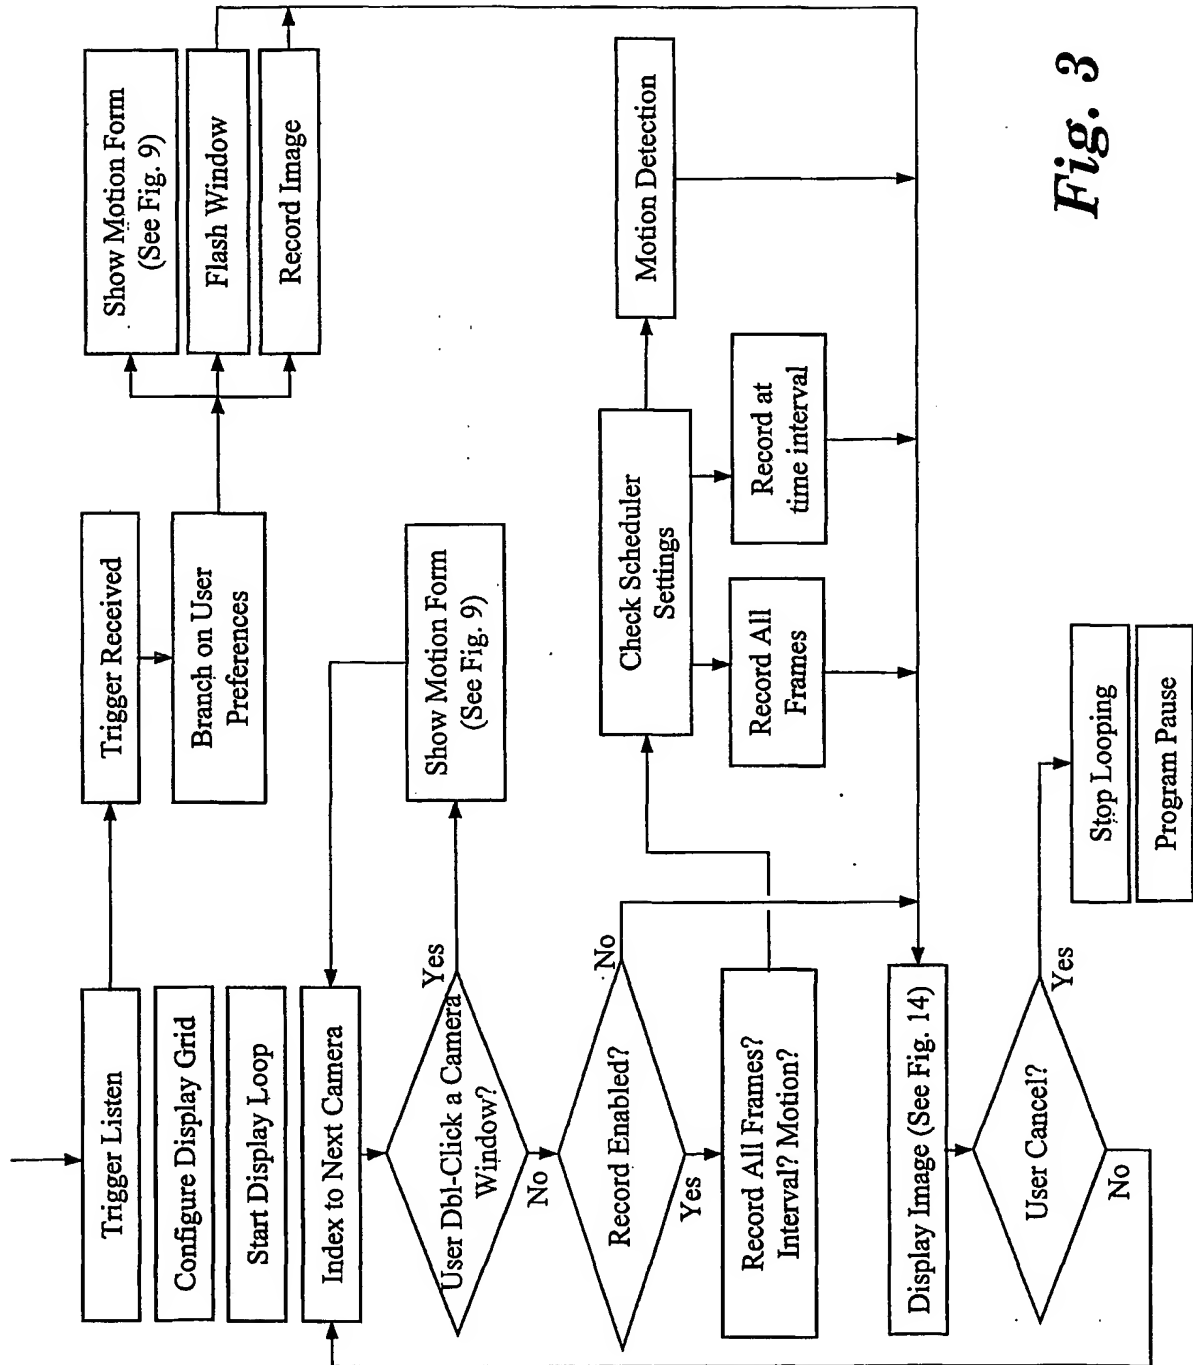 Trigger Listen
Configure Display Grid
Start Display Loop
Index to Next Camera
User Dbl-Click a Camera
Window?
Yes
No
Record Enabled?
No
Yes
Record All Frames?
Interval? Motion?
Display Image (See Fig. 14)
User Cancel?
Yes
No
Stop Looping
Program Pause
Trigger Received
Branch on User
Preferences
Show Motion Form
(See Fig. 9)
Check Scheduler
Settings
Record All
Frames
Record at
time interval
Motion Detection
Show Motion Form
(See Fig. 9)
Flash Window
Record Image
Fig. 3